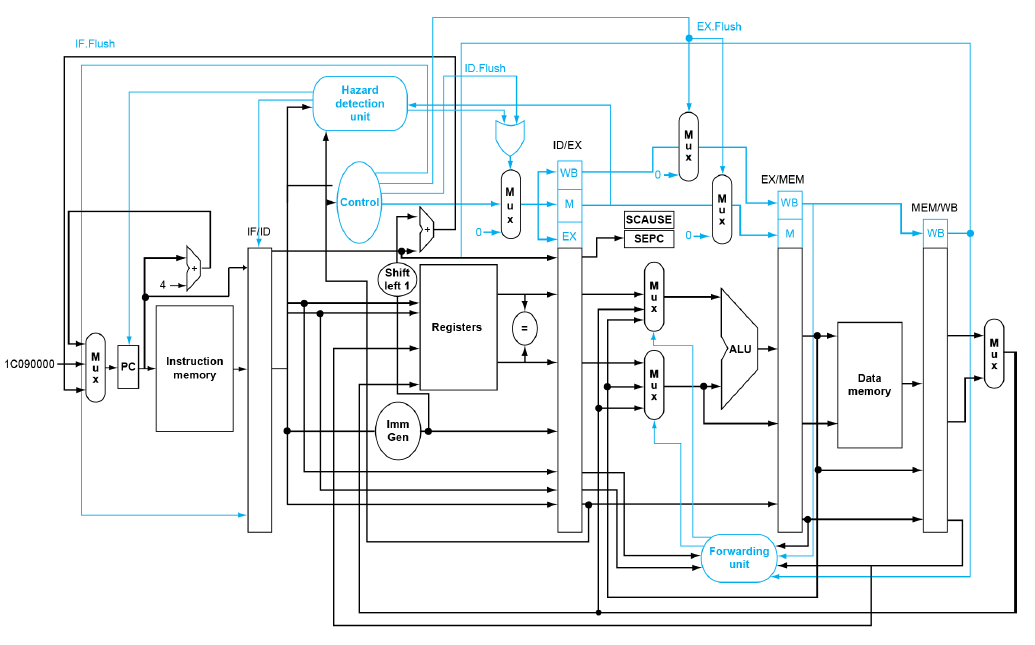 EX.Flush
IF.Flush
ID.Flush
Hazard
detection
unit
ID/EX
M
u
x
0
WB
EX/MEM
Control
M
u
x
M
u
x
M
WB
MEM/WB
0
EX
0
SCAUSE
SEPC
M
WB
IF/ID
+
+
4
Shift
left 1
M
u
x
Registers
=
ALU
1C090000
M
u
x
PC
Instruction
memory
M
u
x
Data
memory
M
u
x
Imm
Gen
Forwarding
unit